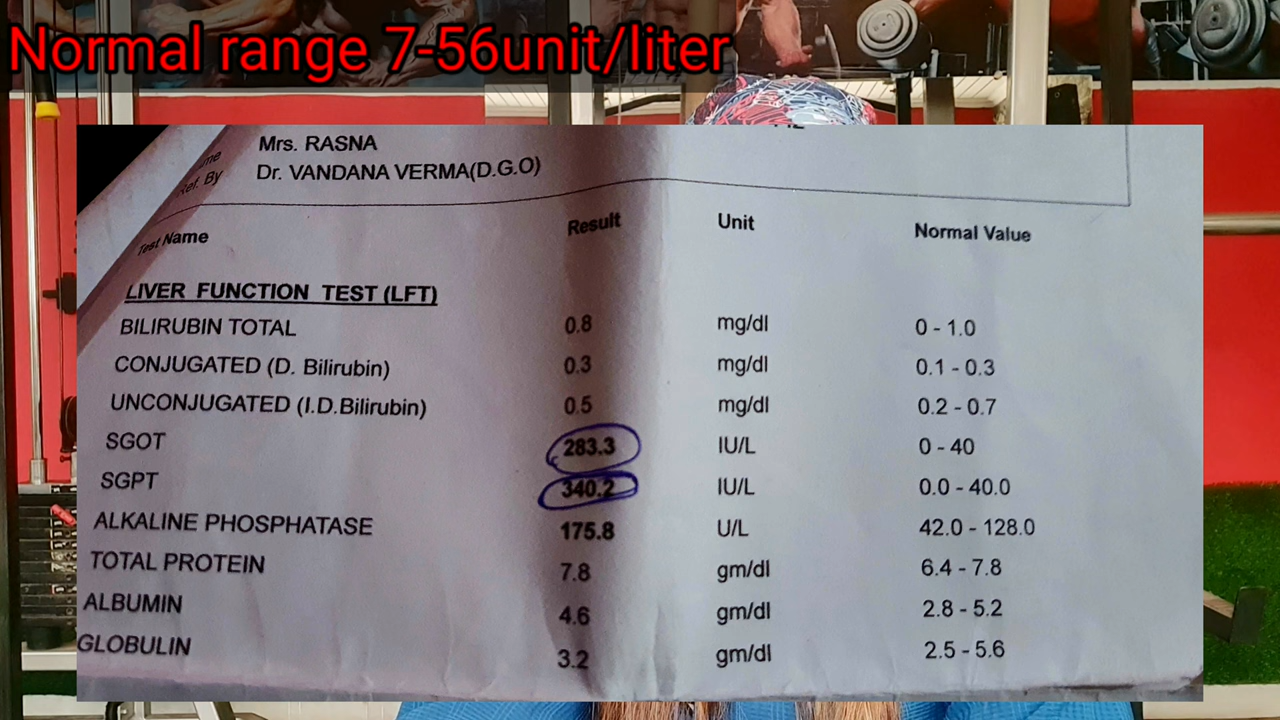 Normal range 7-56unit/liter
Mrs. RASNA
Ref. By Dr. VANDANA VERMA(D.G.O)
Test Name Result Unit Normal Value
LIVER FUNCTION TEST (LFT)
BILIRUBIN TOTAL 0.8 mg/dl 0 - 1.0
CONJUGATED (D. Bilirubin) 0.3 mg/dl 0.1 - 0.3
UNCONJUGATED (I.D.Bilirubin) 0.5 mg/dl 0.2 - 0.7
SGOT 283.3 IU/L 0 - 40
SGPT 340.2 IU/L 0.0 - 40.0
ALKALINE PHOSPHATASE 175.8 U/L 42.0 - 128.0
TOTAL PROTEIN 7.8 gm/dl 6.4 - 7.8
ALBUMIN 4.6 gm/dl 2.8 - 5.2
GLOBULIN 3.2 gm/dl 2.5 - 5.6